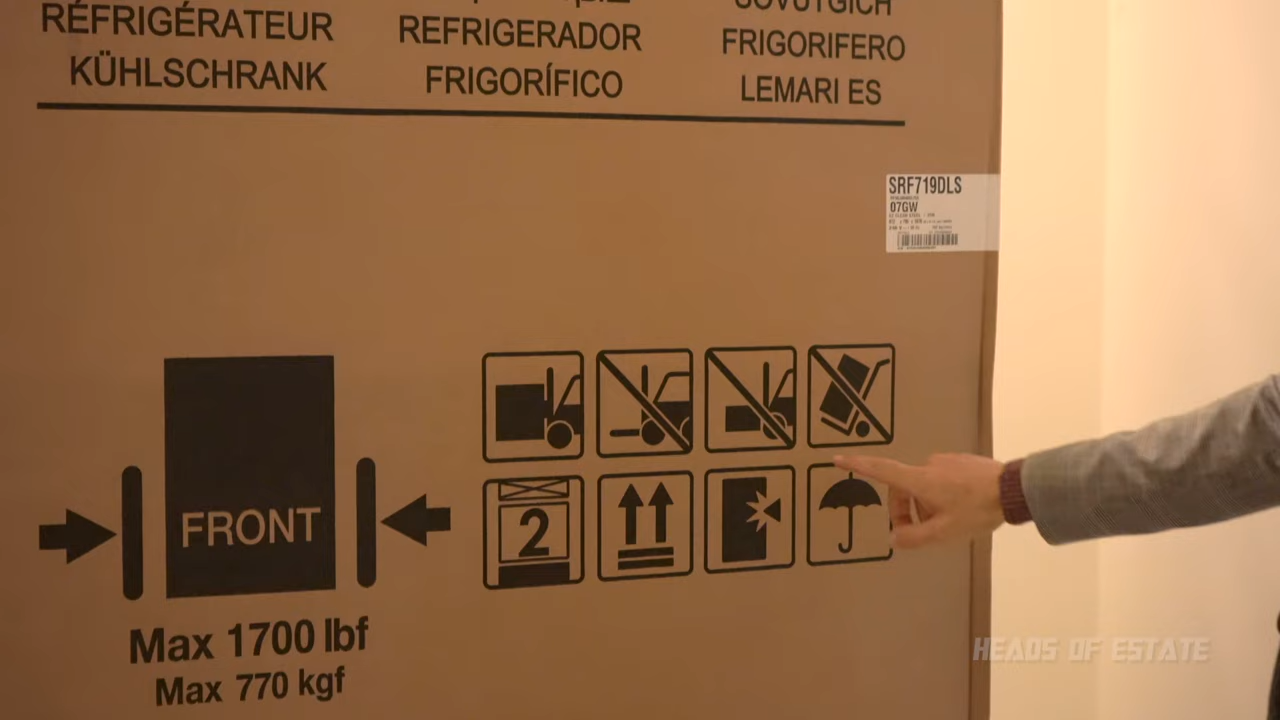 RÉFRIGÉRATEUR
KÜHLSCHRANK
REFRIGERADOR
FRIGORÍFICO
SOVUTGICH
FRIGORIFERO
LEMARI ES
SRF719DLS
07GW
FRONT
2
Max 1700 lbf
Max 770 kgf
HEADS OF ESTATE